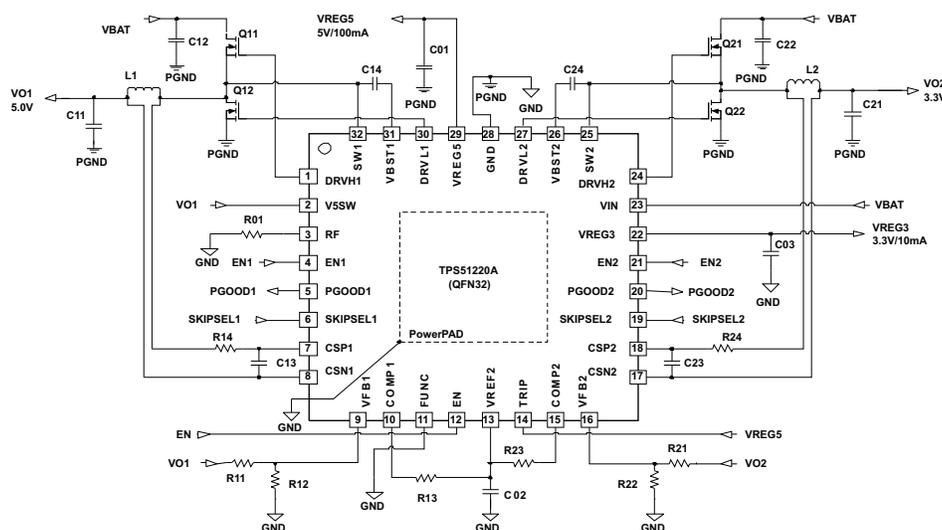 VBAT
Q11
C12
PGND
VREG5
5V/100mA
C01
PGND
PGND
GND
VBAT
Q21
C22
PGND
L1
VO1
5.0V
C11
PGND
Q12
PGND
C14
C24
L2
VO2
3.3V
C21
PGND
Q22
PGND
32
31
30
29
28
27
26
25
SW1
VBST1
DRVL1
VREG5
GND
DRVL2
VBST2
SW2
1
DRVH1
DRVH2
24
VO1
2
V5SW
VIN
23
VBAT
R01
GND
3
RF
VREG3
22
VREG3
3.3V/10mA
C03
GND
EN1
4
EN1
EN2
21
EN2
PGOOD1
5
PGOOD1
PGOOD2
20
PGOOD2
SKIPSEL1
6
SKIPSEL1
SKIPSEL2
19
SKIPSEL2
TPS51220A
(QFN32)
PowerPAD
R14
7
CSP1
CSP2
18
R24
C13
8
CSN1
CSN2
17
C23
GND
VFB1
COMP1
FUNC
EN
VREF2
TRIP
COMP2
VFB2
9
10
11
12
13
14
15
16
EN
VREG5
VO1
R11
R12
GND
GND
R13
R23
C02
GND
R21
VO2
R22
GND